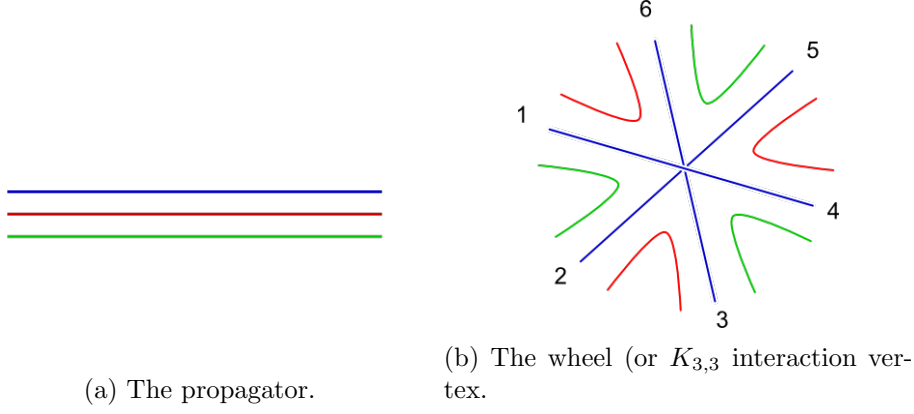 6
5
1
4
2
3
(a) The propagator.
(b) The wheel (or K3,3 interaction ver-
tex.